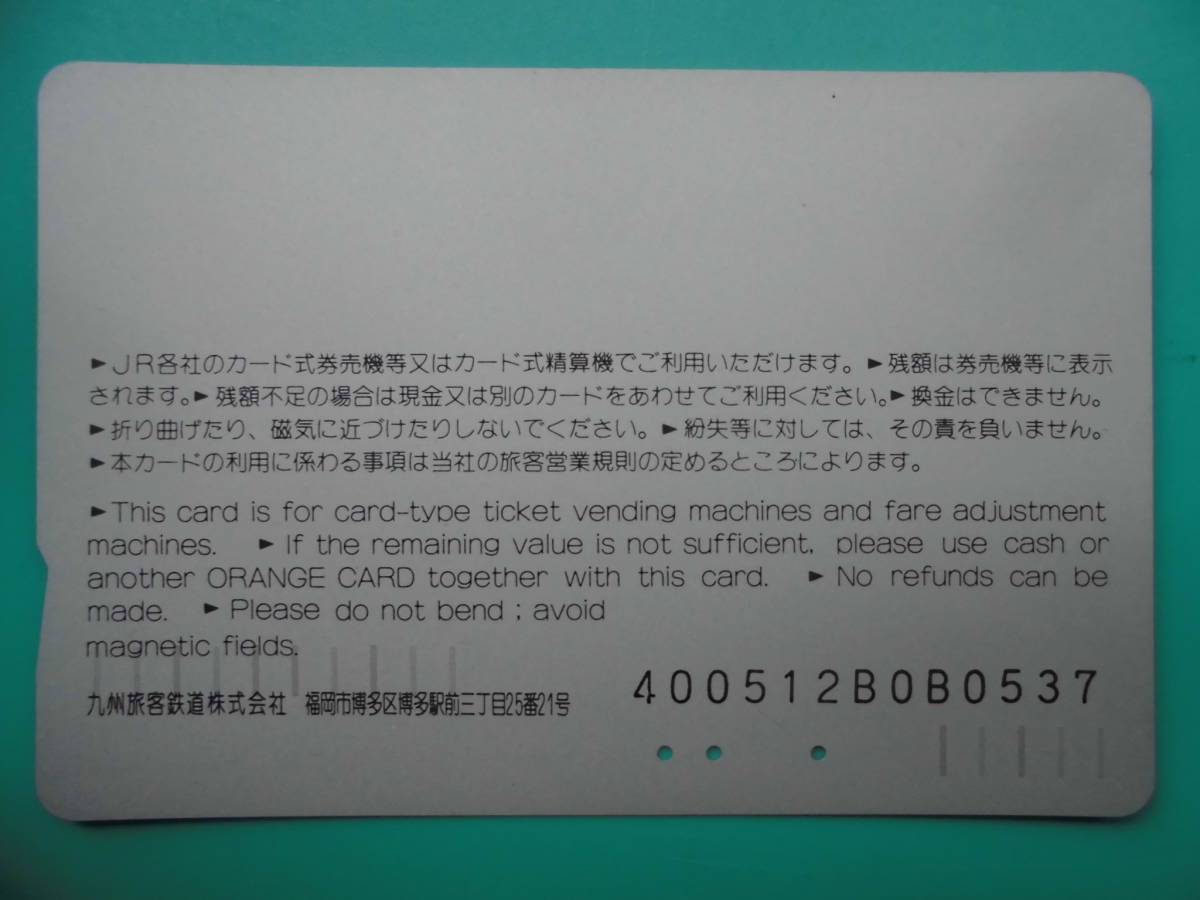 ►JR各社のカード式券売機等又はカード式精算機でご利用いただけます。►残額は券売機等に表示
されます。►残額不足の場合は現金又は別のカードをあわせてご利用ください。►換金はできません。
►折り曲げたり、磁気に近づけたりしないでください。►紛失等に対しては、その責を負いません。
►本カードの利用に係わる事項は当社の旅客営業規則の定めるところによります。
►This card is for card-type ticket vending machines and fare adjustment
machines. ►If the remaining value is not sufficient, please use cash or
another ORANGE CARD together with this card. ►No refunds can be
made. ►Please do not bend ; avoid
magnetic fields.
九州旅客鉄道株式会社 福岡市博多区博多駅前三丁目25番21号
400512B0B0537